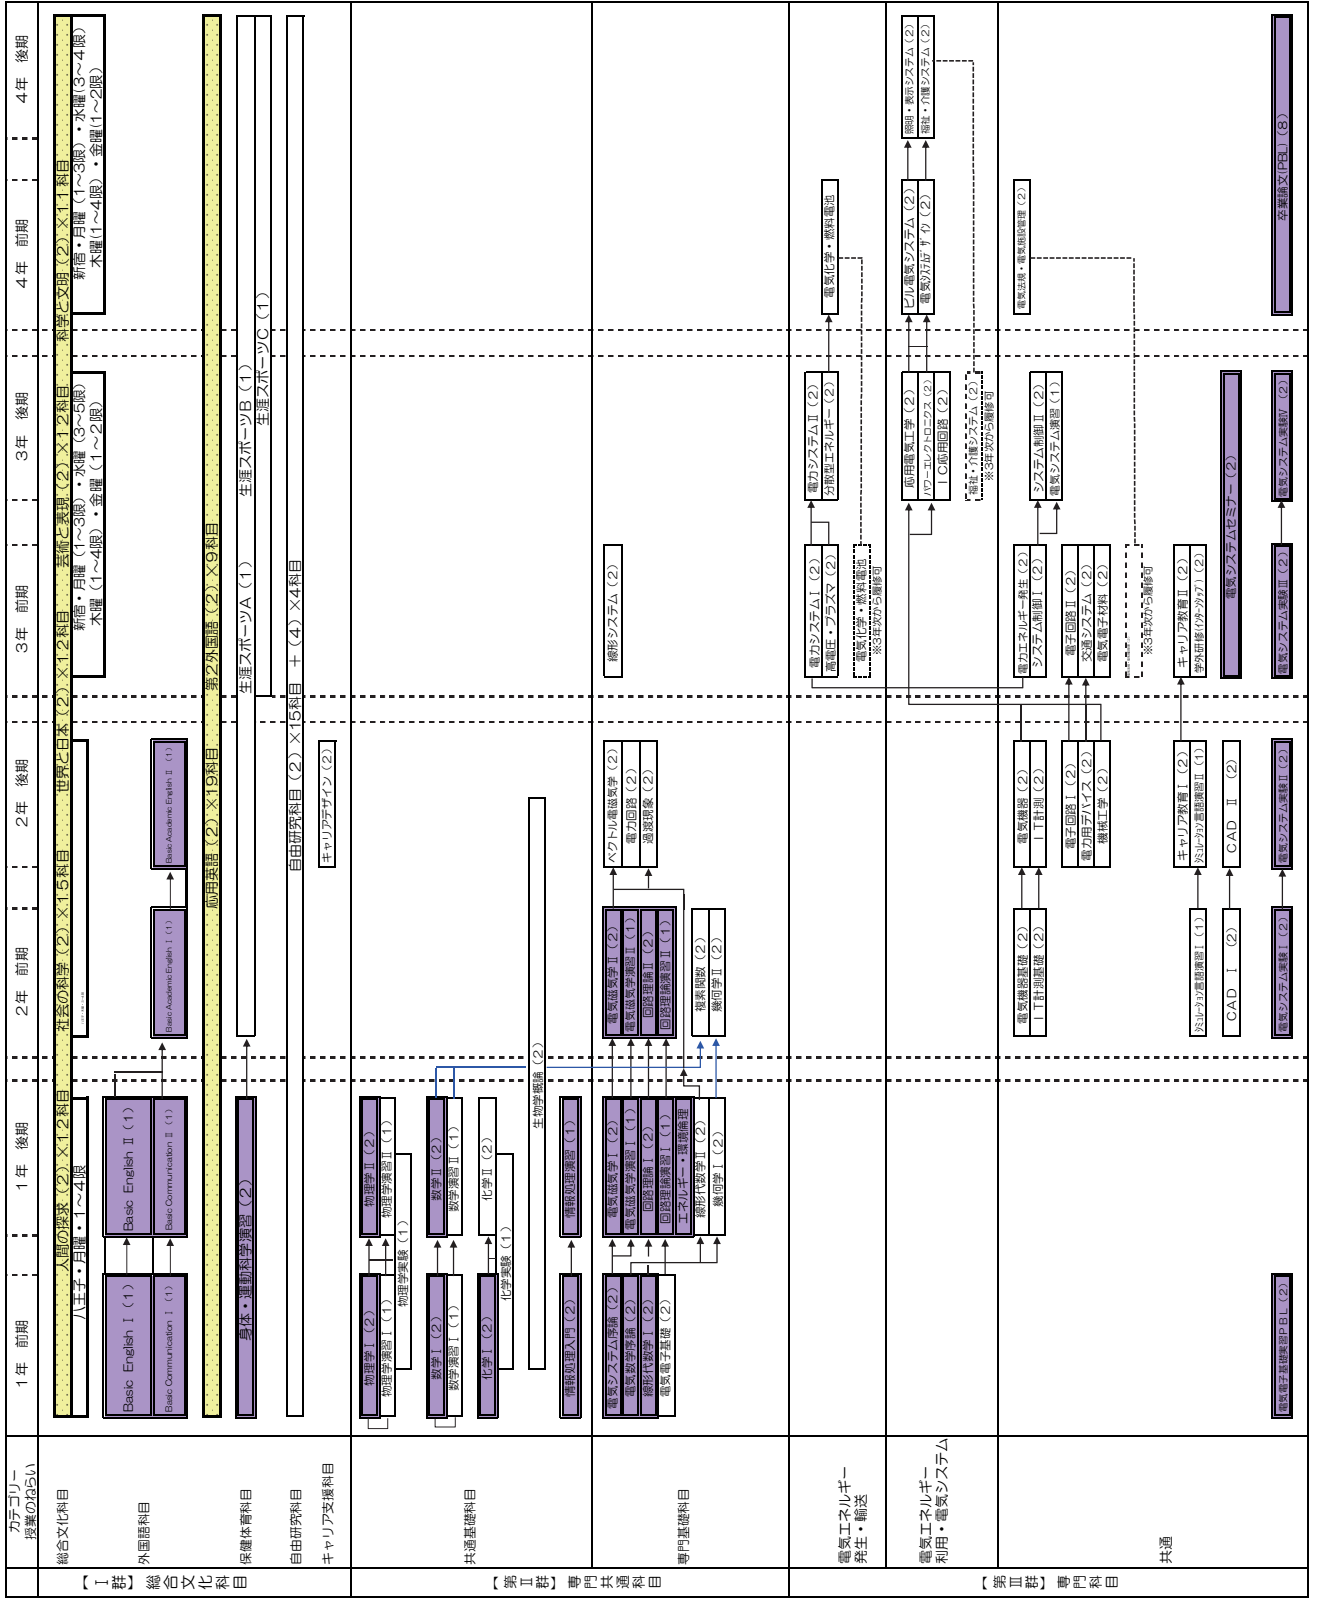 カテゴリー
授業のねらい
1年　前期
1年　後期
2年　前期
2年　後期
3年　前期
3年　後期
4年　前期
4年　後期
【Ⅰ群】総合文化科目
総合文化科目
人間の探求（2）×12科目
社会の科学（2）×15科目
世界と日本（2）×12科目
芸術と表現（2）×12科目
科学と文明（2）×11科目
八王子・月曜・1～4限
新宿・月曜（1～3限）・水曜（3～5限）
木曜（1～4限）・金曜（1～2限）
新宿・月曜（1～3限）・水曜(3～4限)
木曜(1～4限)・金曜(1～2限)
外国語科目
Basic English Ⅰ（1）
Basic English Ⅱ（1）
Basic Communication Ⅰ（1）
Basic Communication Ⅱ（1）
Basic Academic English Ⅰ（1）
Basic Academic English Ⅱ（1）
応用英語（2）×19科目
第2外国語（2）×9科目
保健体育科目
身体・運動科学演習（2）
生涯スポーツA（1）
生涯スポーツB（1）
生涯スポーツC（1）
自由研究科目
自由研究科目（2）×15科目　＋（4）×4科目
キャリア支援科目
キャリアデザイン（2）
【第Ⅱ群】専門共通科目
共通基礎科目
物理学Ⅰ（2）
物理学Ⅱ（2）
物理学演習Ⅰ（1）
物理学演習Ⅱ（1）
物理学実験（1）
数学Ⅰ（2）
数学Ⅱ（2）
数学演習Ⅰ（1）
数学演習Ⅱ（1）
化学Ⅰ（2）
化学Ⅱ（2）
化学実験（1）
生物学概論（2）
情報処理入門（2）
情報処理演習（1）
専門基礎科目
電気システム序論（2）
電気磁気学Ⅰ（2）
電気磁気学Ⅱ（2）
ベクトル電磁気学（2）
線形システム（2）
電気数学序論（2）
電気磁気学演習Ⅰ（1）
電気磁気学演習Ⅱ（1）
電力回路（2）
線形代数学Ⅰ（2）
回路理論Ⅰ（2）
回路理論Ⅱ（2）
過渡現象（2）
電気電子基礎（2）
回路理論演習Ⅰ（1）
回路理論演習Ⅱ（1）
エネルギー・環境倫理
線形代数学Ⅱ（2）
複素関数（2）
幾何学Ⅰ（2）
幾何学Ⅱ（2）
【第Ⅲ群】専門科目
電気エネルギー
発生・輸送
電力システムⅠ（2）
電力システムⅡ（2）
高電圧・プラズマ（2）
分散型エネルギー（2）
電気化学・燃料電池
電気化学・燃料電池
※3年次から履修可
電気エネルギー
利用・電気システム
応用電気工学（2）
ビル電気システム（2）
照明・表示システム（2）
パワーエレクトロニクス（2）
電気システムデザイン（2）
福祉・介護システム（2）
IC応用回路（2）
福祉・介護システム（2）
※3年次から履修可
共通
電気機器基礎（2）
電気機器（2）
電力エネルギー発生（2）
電気法規・電気施設管理（2）
IT計測基礎（2）
IT計測（2）
システム制御Ⅰ（2）
システム制御Ⅱ（2）
電気システム演習（1）
電子回路Ⅰ（2）
電子回路Ⅱ（2）
電力用デバイス（2）
交通システム（2）
機械工学（2）
電気電子材料（2）
※3年次から履修可
キャリア教育Ⅰ（2）
キャリア教育Ⅱ（2）
シミュレーション言語演習Ⅰ（1）
シミュレーション言語演習Ⅱ（1）
学外研修（インターンシップ）（2）
CAD　Ⅰ　（2）
CAD　Ⅱ　（2）
電気システムセミナー（2）
電気電子基礎実習PBL（2）
電気システム実験Ⅰ（2）
電気システム実験Ⅱ（2）
電気システム実験Ⅲ（2）
電気システム実験Ⅳ（2）
卒業論文(PBL)（8）